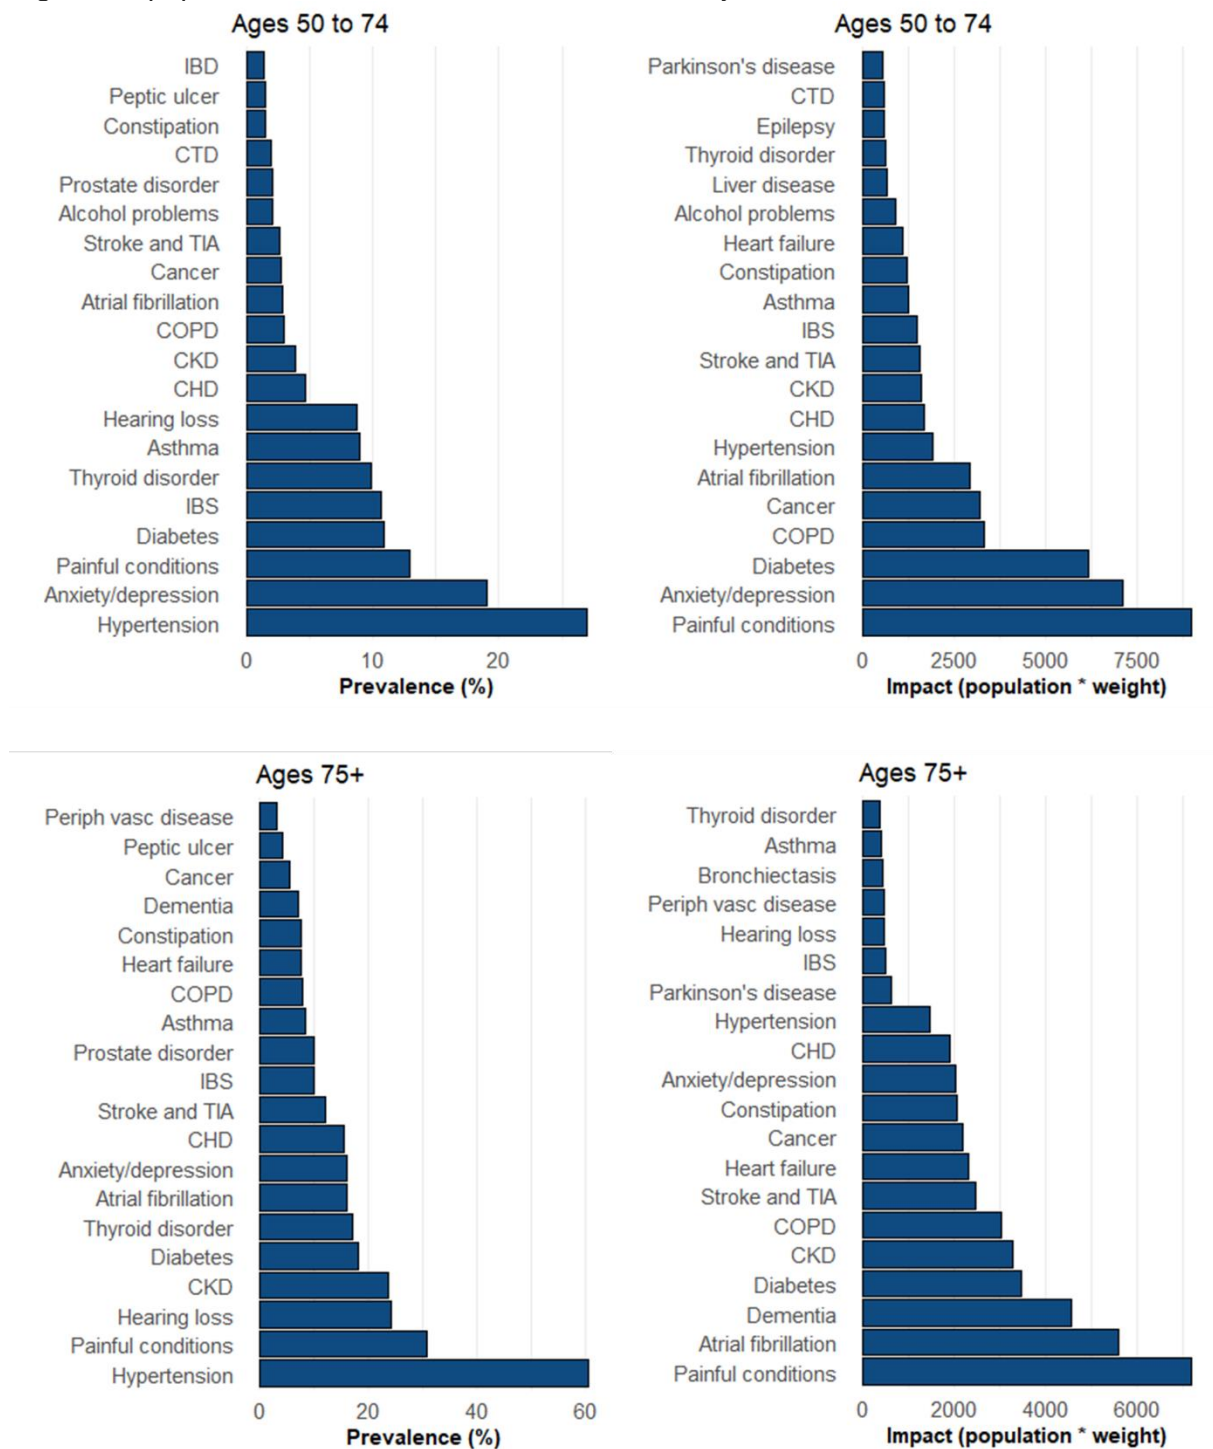 Ages 50 to 74
IBD
Peptic ulcer
Constipation
CTD
Prostate disorder
Alcohol problems
Stroke and TIA
Cancer
Atrial fibrillation
COPD
CKD
CHD
Hearing loss
Asthma
Thyroid disorder
IBS
Diabetes
Painful conditions
Anxiety/depression
Hypertension
0 10 20
Prevalence (%)
Ages 50 to 74
Parkinson's disease
CTD
Epilepsy
Thyroid disorder
Liver disease
Alcohol problems
Heart failure
Constipation
Asthma
IBS
Stroke and TIA
CKD
CHD
Hypertension
Atrial fibrillation
Cancer
COPD
Diabetes
Anxiety/depression
Painful conditions
0 2500 5000 7500
Impact (population * weight)
Ages 75+
Periph vasc disease
Peptic ulcer
Cancer
Dementia
Constipation
Heart failure
COPD
Asthma
Prostate disorder
IBS
Stroke and TIA
CHD
Anxiety/depression
Atrial fibrillation
Thyroid disorder
Diabetes
CKD
Hearing loss
Painful conditions
Hypertension
0 20 40 60
Prevalence (%)
Ages 75+
Thyroid disorder
Asthma
Bronchiectasis
Periph vasc disease
Hearing loss
IBS
Parkinson's disease
Hypertension
CHD
Anxiety/depression
Constipation
Cancer
Heart failure
Stroke and TIA
COPD
CKD
Diabetes
Dementia
Atrial fibrillation
Painful conditions
0 2000 4000 6000
Impact (population * weight)